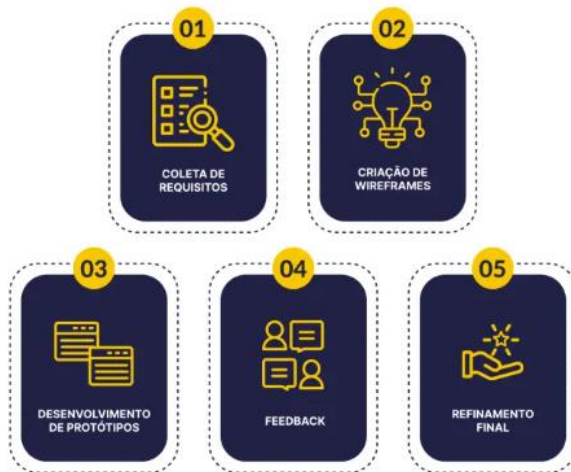 01
COLETA DE
REQUISITOS
02
CRIAÇÃO DE
WIREFRAMES
03
DESENVOLVIMENTO
DE PROTÓTIPOS
04
FEEDBACK
05
REFINAMENTO
FINAL